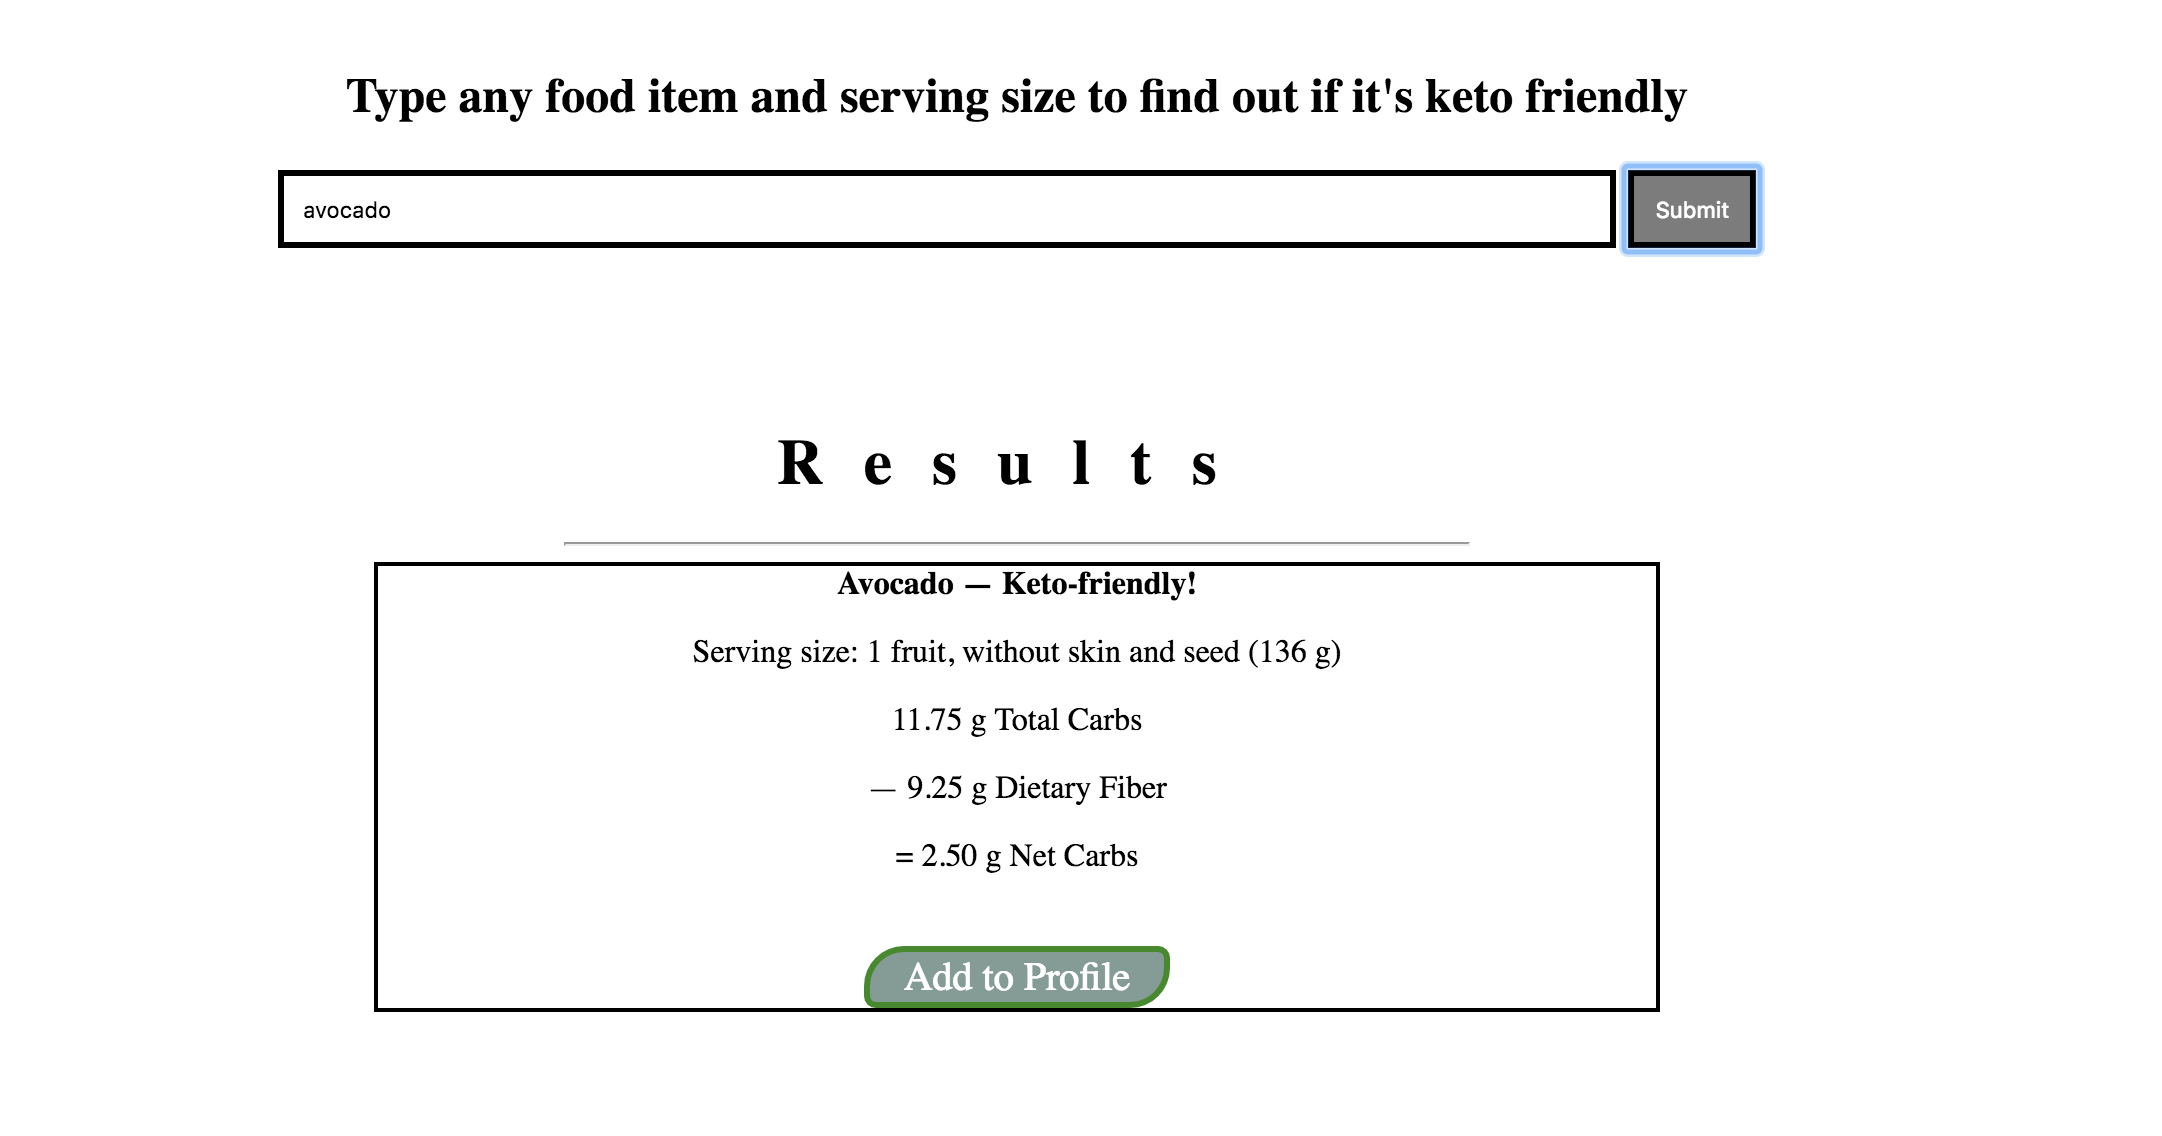 Type any food item and serving size to find out if it's keto friendly
avocado
Submit
Results
Avocado — Keto-friendly!
Serving size: 1 fruit, without skin and seed (136 g)
11.75 g Total Carbs
— 9.25 g Dietary Fiber
= 2.50 g Net Carbs
Add to Profile